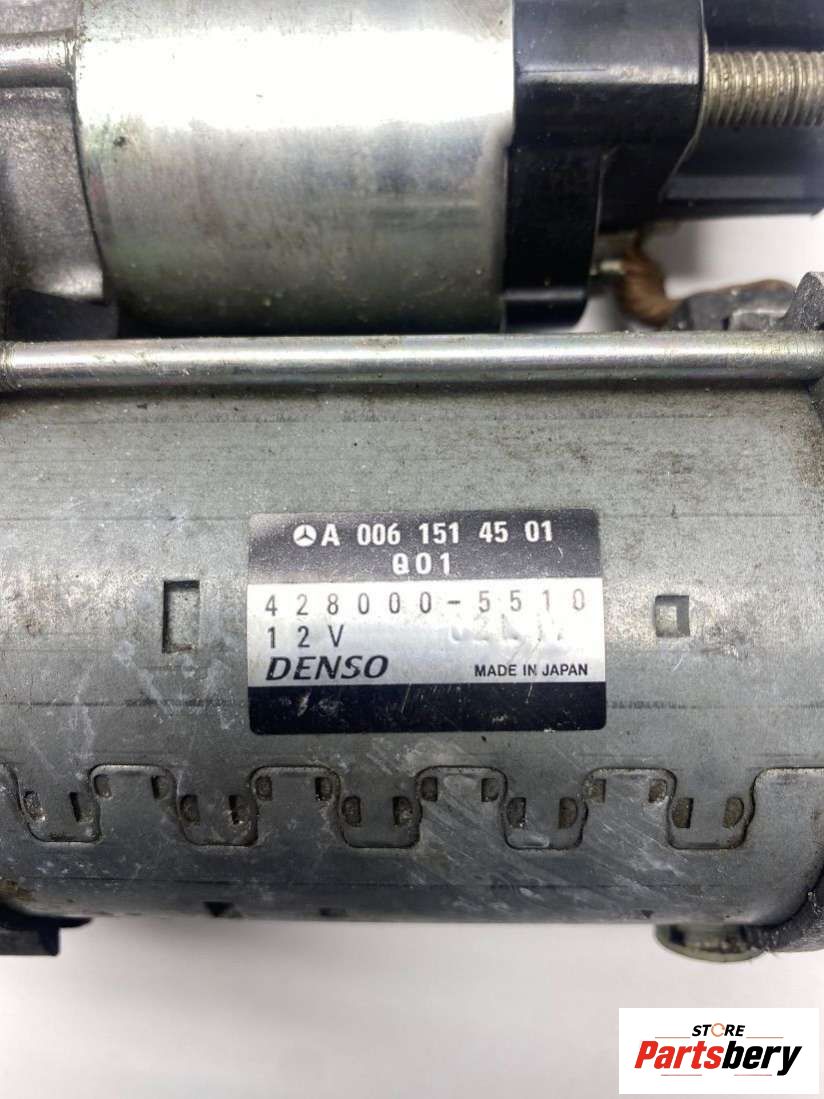 A 006 151 45 01
Q01
428000-5510
12V
DENSO
MADE IN JAPAN
STORE
Partsbery